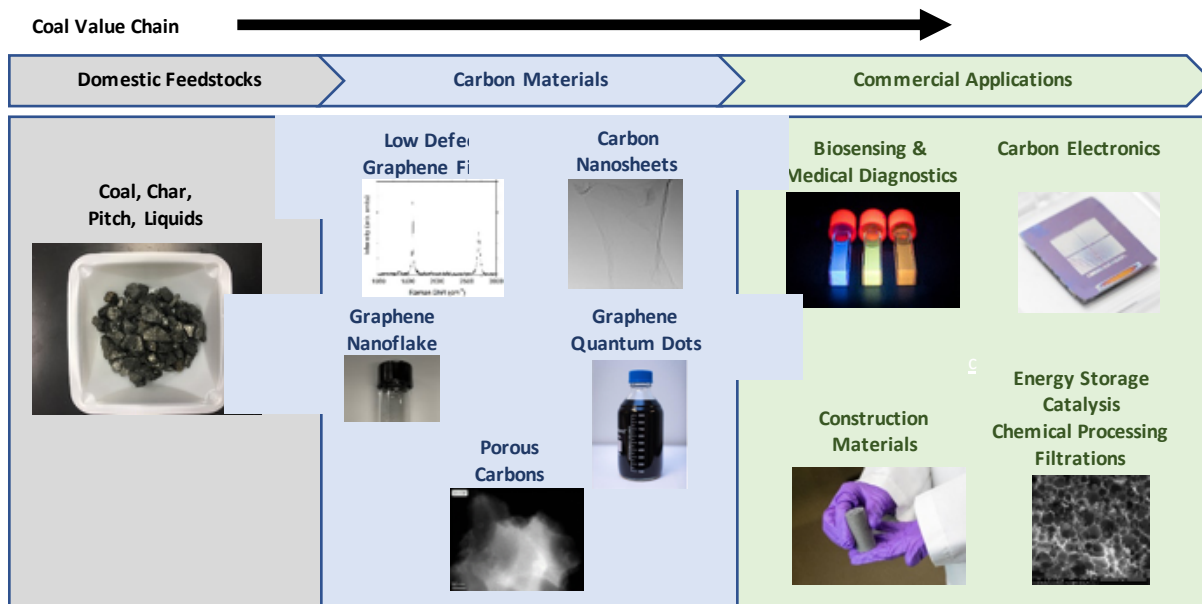 Coal Value Chain
Domestic Feedstocks
Carbon Materials
Commercial Applications
Coal, Char,
Pitch, Liquids
Low Defe
Graphene Fi
Carbon
Nanosheets
Graphene
Nanoflake
Graphene
Quantum Dots
Porous
Carbons
Biosensing &
Medical Diagnostics
Carbon Electronics
c
Construction
Materials
Energy Storage
Catalysis
Chemical Processing
Filtrations